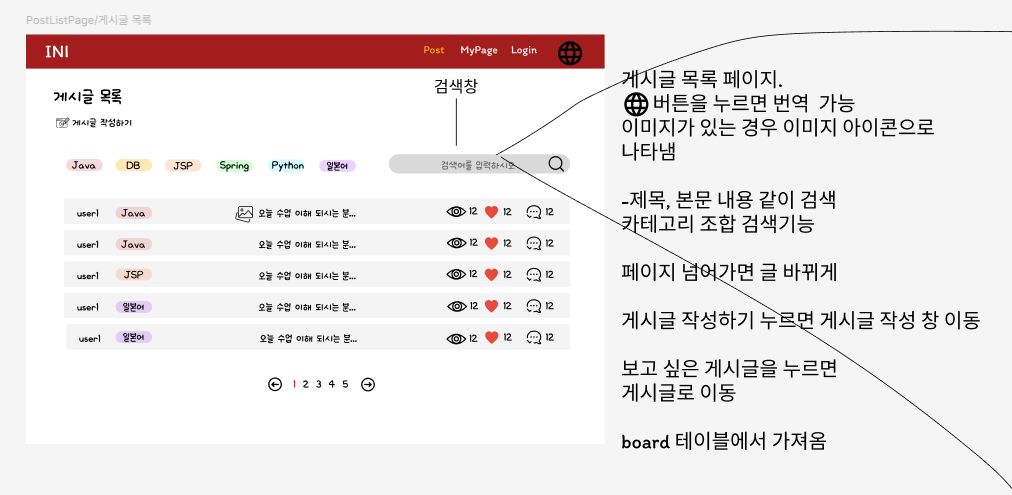 PostListPage/게시글 목록
INI
Post MyPage Login
검색창
게시글 목록
게시글 작성하기
Java DB JSP Spring Python 일본어
검색어를 입력하시오
user1 Java 오늘 수업 이해 되시는 분... 12 12 12
user1 Java 오늘 수업 이해 되시는 분... 12 12 12
user1 JSP 오늘 수업 이해 되시는 분... 12 12 12
user1 일본어 오늘 수업 이해 되시는 분... 12 12 12
user1 일본어 오늘 수업 이해 되시는 분... 12 12 12
1 2 3 4 5
게시글 목록 페이지.
버튼을 누르면 번역 가능
이미지가 있는 경우 이미지 아이콘으로
나타냄
-제목, 본문 내용 같이 검색
카테고리 조합 검색기능
페이지 넘어가면 글 바뀌게
게시글 작성하기 누르면 게시글 작성 창 이동
보고 싶은 게시글을 누르면
게시글로 이동
board 테이블에서 가져옴